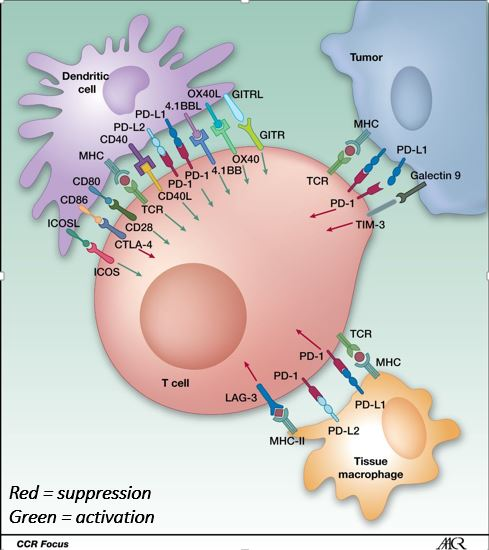 Dendritic
cell
Tumor
OX40L
GITRL
4.1BBL
PD-L1
PD-L2
CD40
MHC
CD80
CD86
ICOSL
GITR
OX40
4.1BB
PD-1
PD-1
CD40L
TCR
CD28
CTLA-4
ICOS
MHC
PD-L1
TCR
Galectin 9
PD-1
TIM-3
T cell
TCR
PD-1
MHC
PD-1
LAG-3
PD-L1
PD-L2
MHC-II
Tissue
macrophage
Red = suppression
Green = activation
CCR Focus
AACR